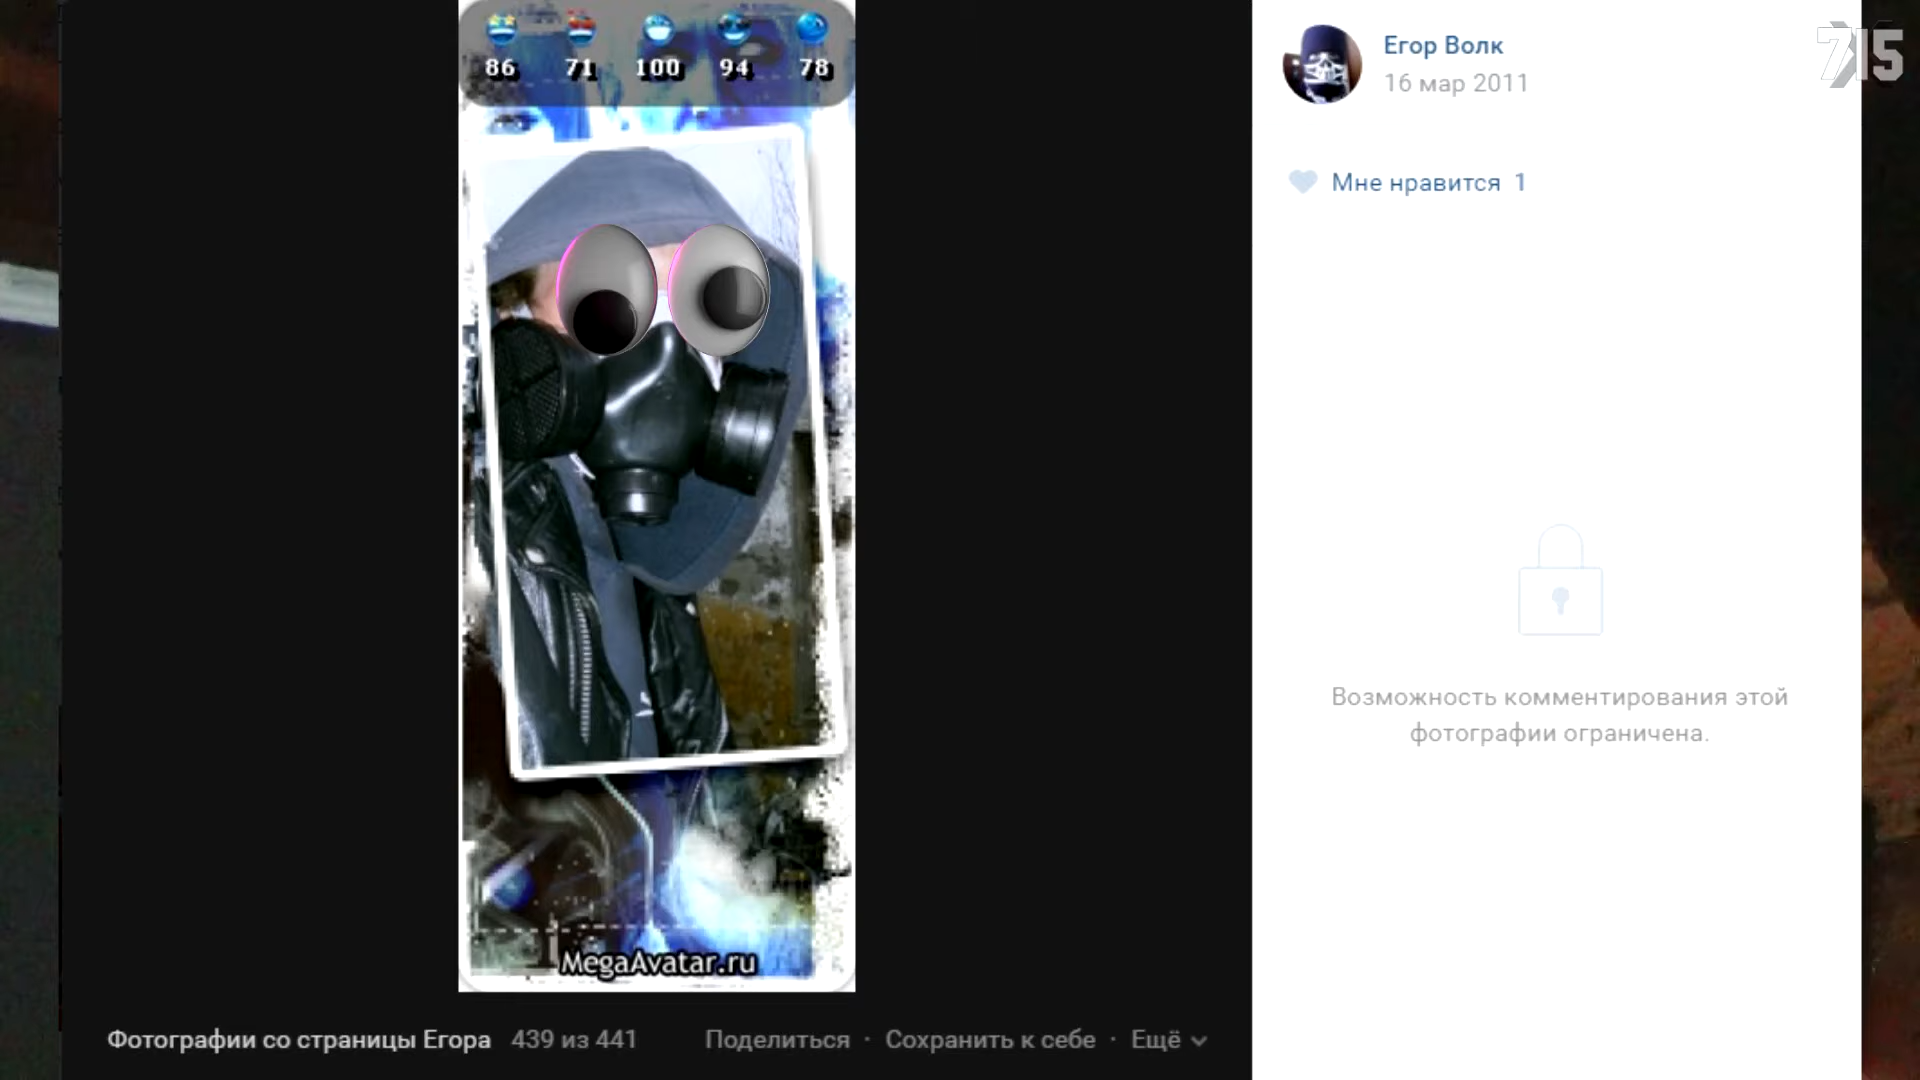 86 71 100 94 78
MegaAvatar.ru
Фотографии со страницы Егора 439 из 441 Поделиться · Сохранить к себе · Ещё
Егор Волк
16 мар 2011
Мне нравится 1
Возможность комментирования этой
фотографии ограничена.
715